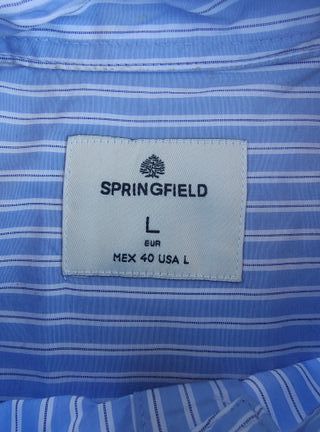 SPRINGFIELD
L
EUR
MEX 40 USA L